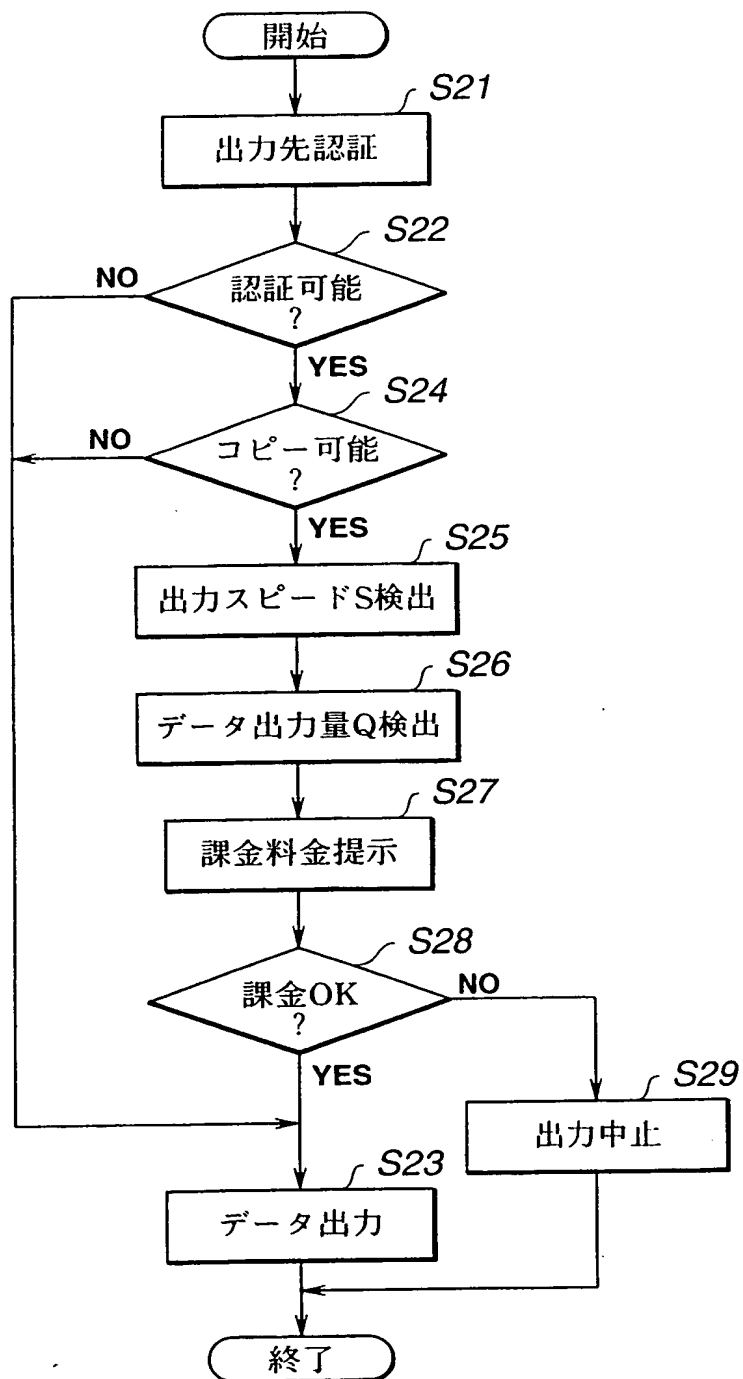 開始
S21
出力先認証
S22
NO
認証可能
?
YES
S24
NO
コピー可能
?
YES
S25
出力スピードS検出
S26
データ出力量Q検出
S27
課金料金提示
S28
課金OK
?
NO
YES
S29
出力中止
S23
データ出力
終了